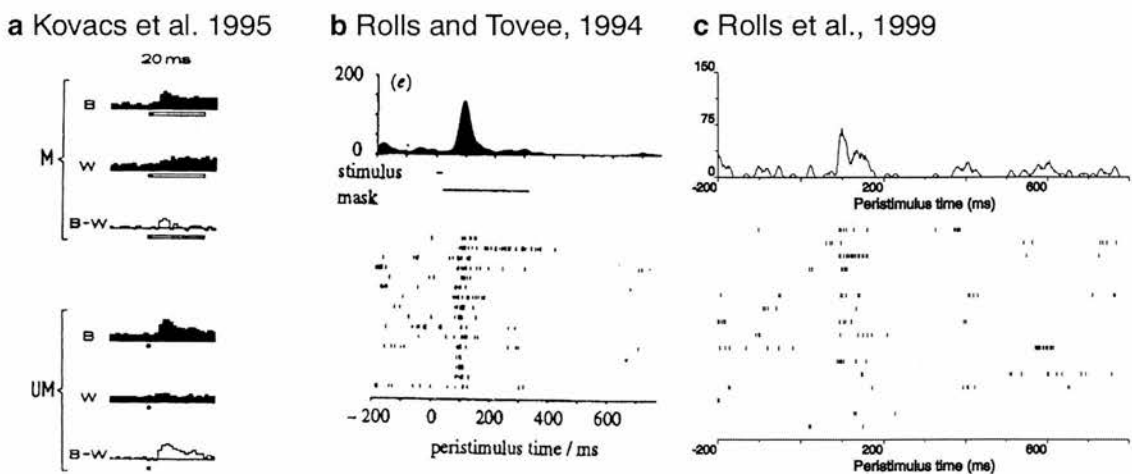 a Kovacs et al. 1995
20 ms
M
B
W
B-W
UM
B
W
B-W
b Rolls and Tovee, 1994
200
(e)
0
stimulus
mask
-200 0 200 400 600
peristimulus time / ms
c Rolls et al., 1999
150
75
0
-200 200 600
Peristimulus time (ms)
-200 200 600
Peristimulus time (ms)